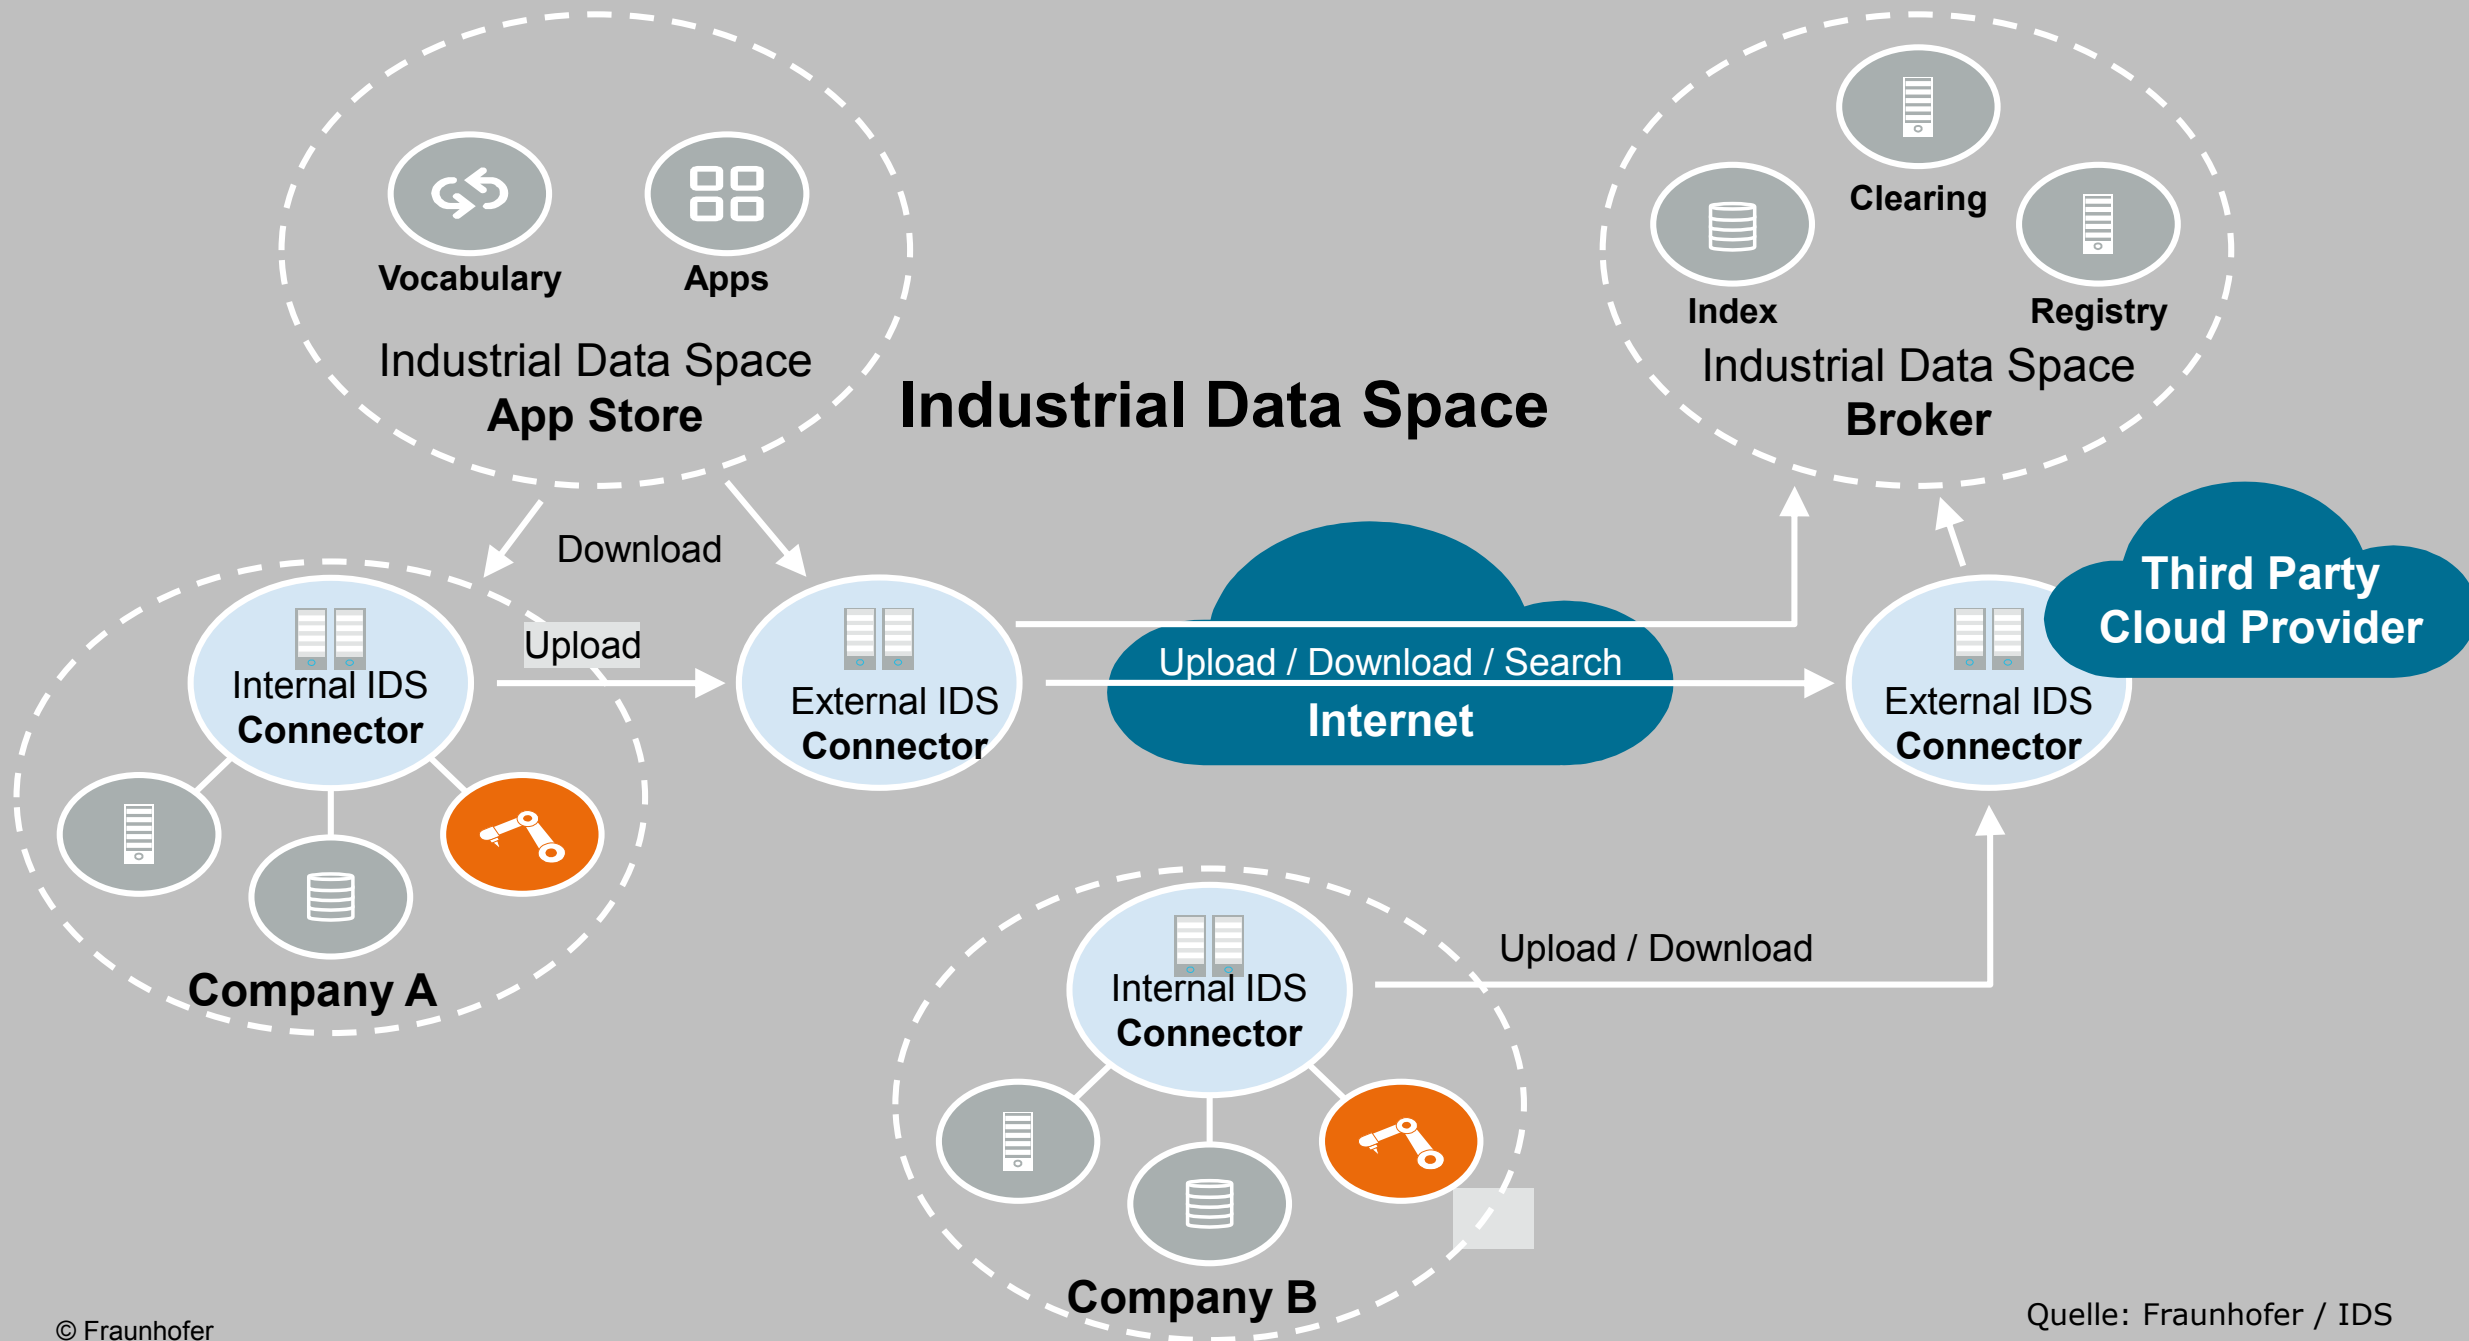 Clearing
Vocabulary
Apps
Index
Registry
Industrial Data Space
App Store
Industrial Data Space
Industrial Data Space
Broker
Download
Third Party
Cloud Provider
Upload
Internal IDS
Connector
External IDS
Connector
Upload / Download / Search
Internet
External IDS
Connector
Company A
Upload / Download
Internal IDS
Connector
Company B
© Fraunhofer
Quelle: Fraunhofer / IDS